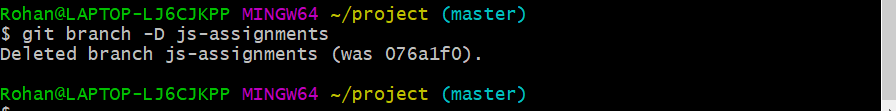 Rohan@LAPTOP-LJ6CJKPP MINGW64 ~/project (master)
$ git branch -D js-assignments
Deleted branch js-assignments (was 076a1f0).
Rohan@LAPTOP-LJ6CJKPP MINGW64 ~/project (master)
$